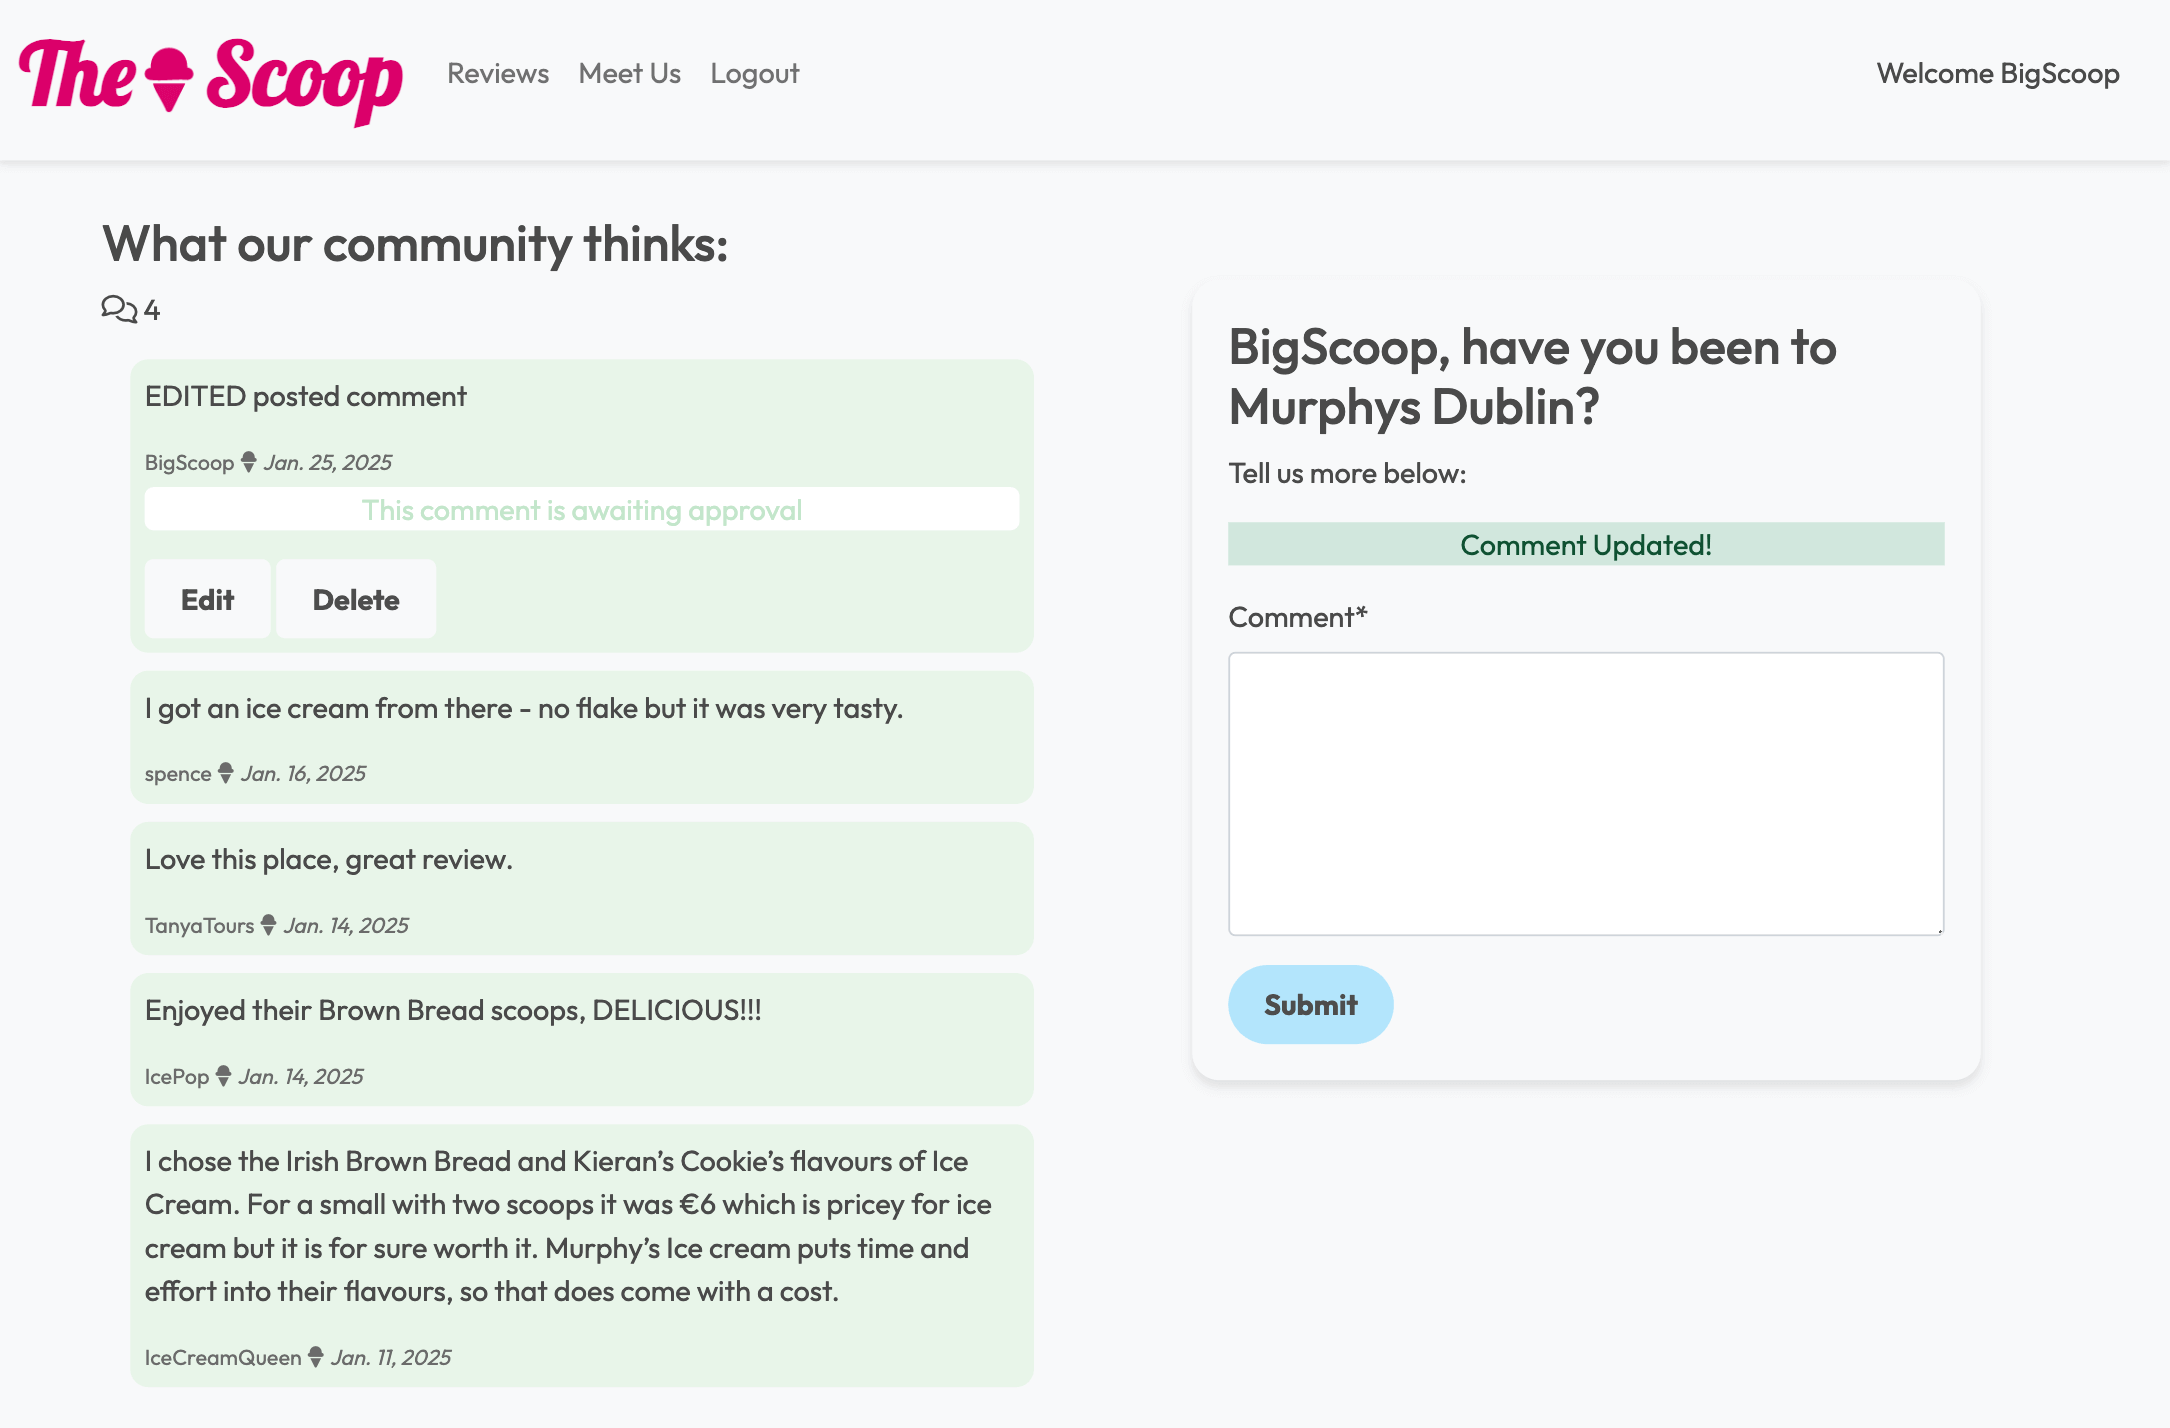 The Scoop
Reviews Meet Us Logout
Welcome BigScoop
What our community thinks:
4
EDITED posted comment
BigScoop Jan. 25, 2025
This comment is awaiting approval
Edit Delete
I got an ice cream from there - no flake but it was very tasty.
spence Jan. 16, 2025
Love this place, great review.
TanyaTours Jan. 14, 2025
Enjoyed their Brown Bread scoops, DELICIOUS!!!
IcePop Jan. 14, 2025
I chose the Irish Brown Bread and Kieran’s Cookie’s flavours of Ice
Cream. For a small with two scoops it was €6 which is pricey for ice
cream but it is for sure worth it. Murphy’s Ice cream puts time and
effort into their flavours, so that does come with a cost.
IceCreamQueen Jan. 11, 2025
BigScoop, have you been to
Murphys Dublin?
Tell us more below:
Comment Updated!
Comment*
Submit